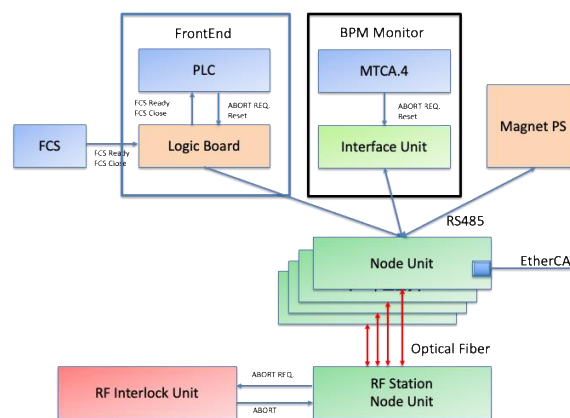 FrontEnd
BPM Monitor
PLC
MTCA.4
FCS Ready
FCS Close
ABORT REQ.
Reset
ABORT REQ.
Reset
FCS
FCS Ready
FCS Close
Logic Board
Interface Unit
Magnet PS
RS485
Node Unit
EtherCA
Optical Fiber
RF Interlock Unit
ABORT REQ.
ABORT
RF Station
Node Unit